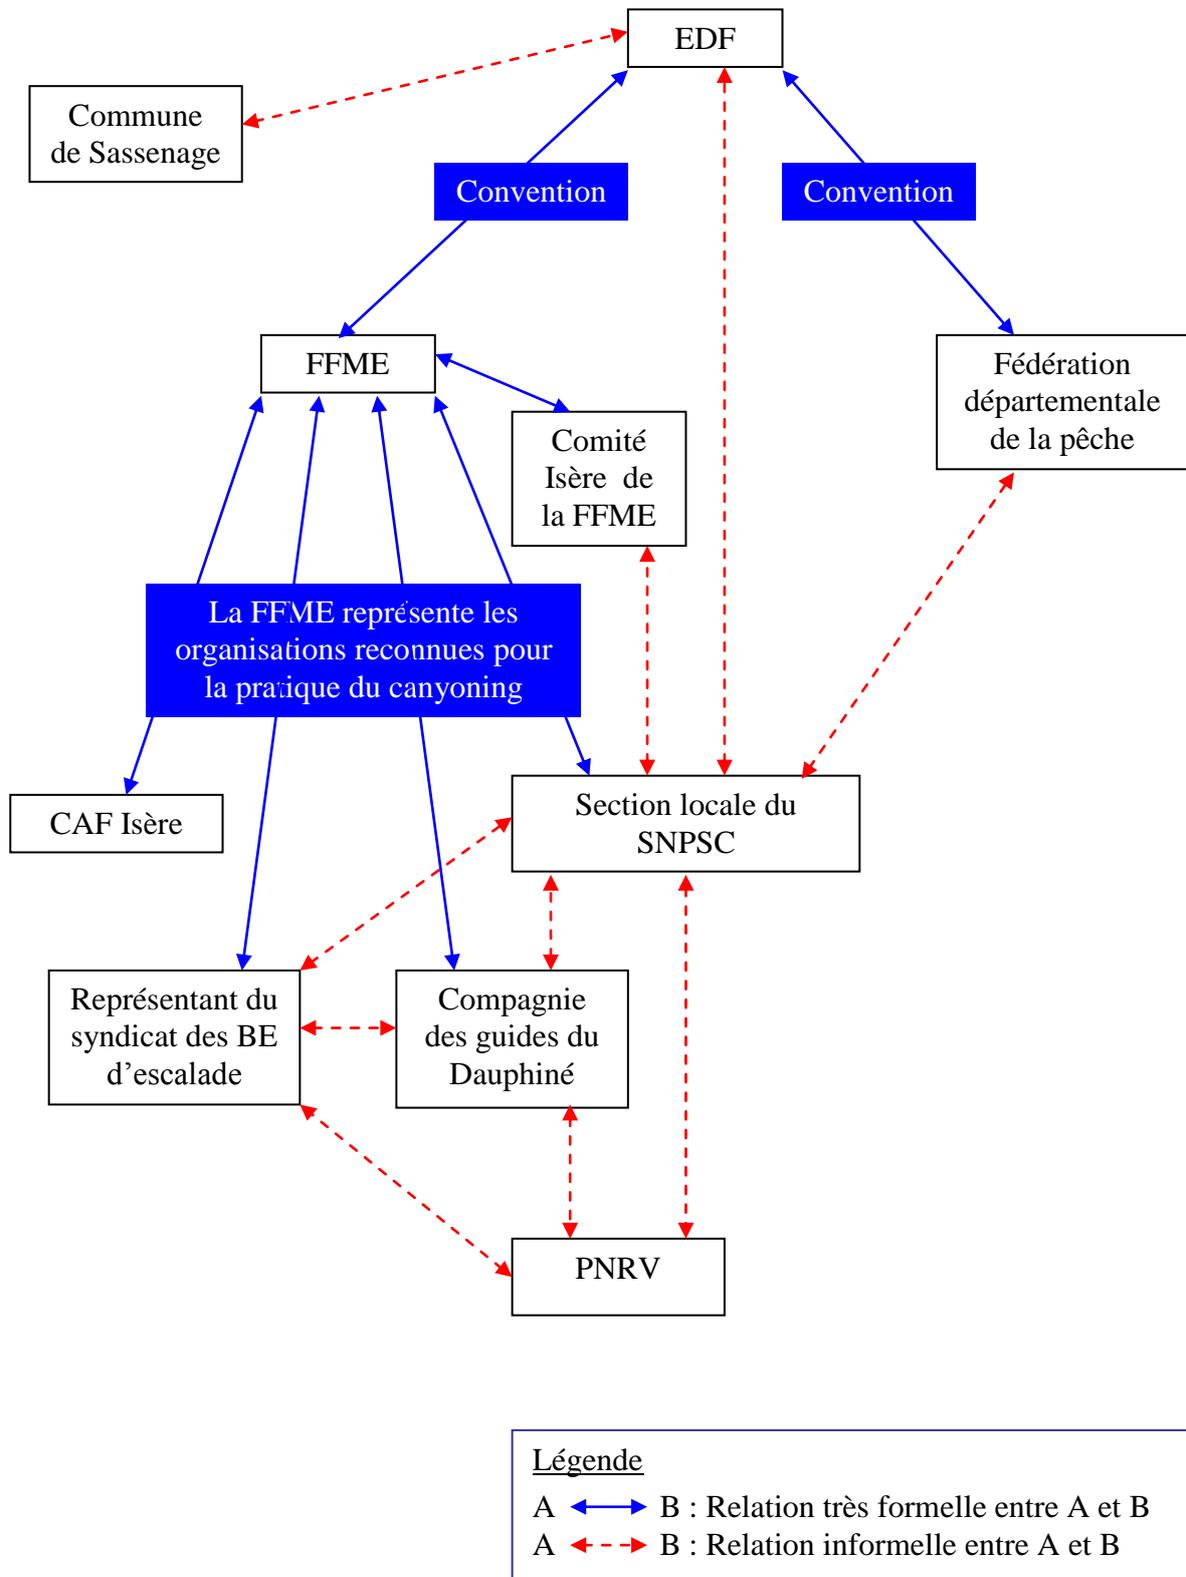 EDF
Commune
de Sassenage
Convention
Convention
FFME
Fédération
départementale
de la pêche
Comité
Isère de
la FFME
La FFME représente les
organisations reconnues pour
la pratique du canyoning
CAF Isère
Section locale du
SNPSC
Représentant du
syndicat des BE
d’escalade
Compagnie
des guides du
Dauphiné
PNRV
Légende
A B : Relation très formelle entre A et B
A B : Relation informelle entre A et B